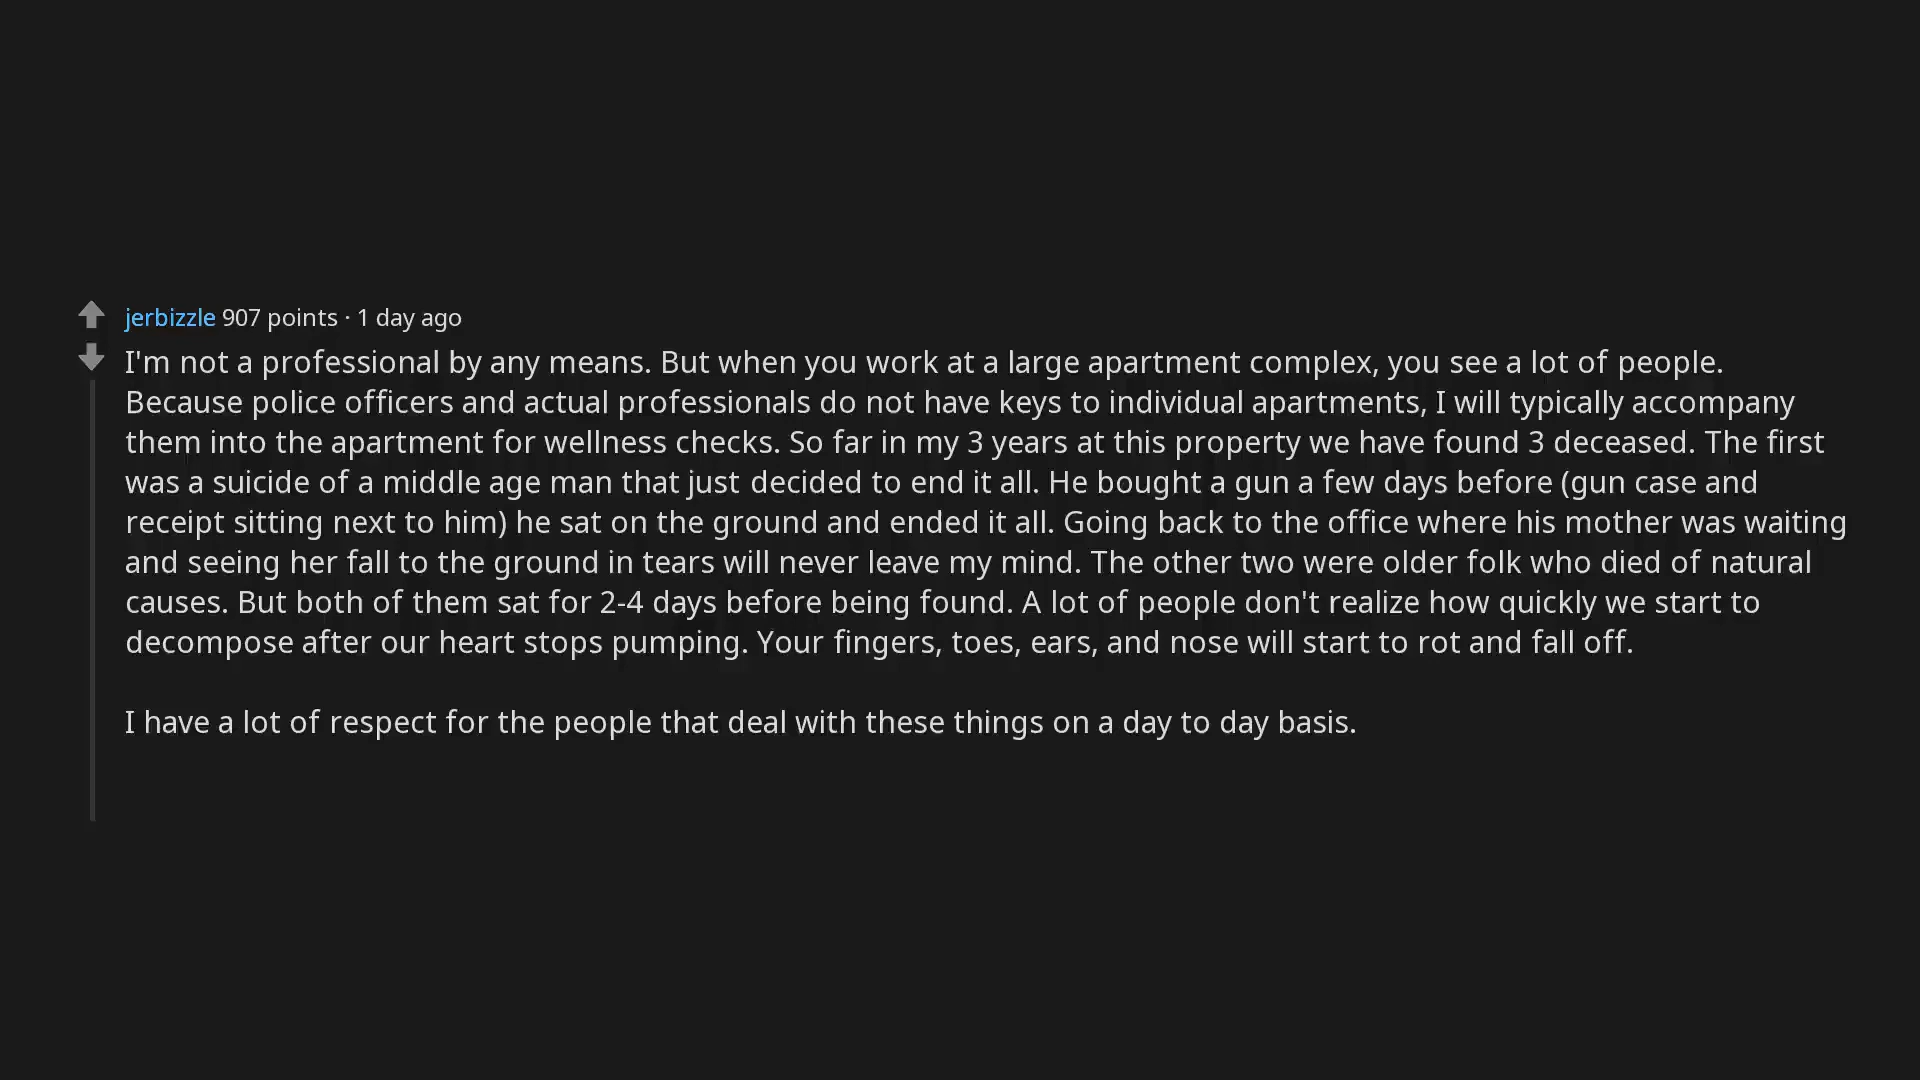 jerbizzle 907 points · 1 day ago
I'm not a professional by any means. But when you work at a large apartment complex, you see a lot of people.
Because police officers and actual professionals do not have keys to individual apartments, I will typically accompany
them into the apartment for wellness checks. So far in my 3 years at this property we have found 3 deceased. The first
was a suicide of a middle age man that just decided to end it all. He bought a gun a few days before (gun case and
receipt sitting next to him) he sat on the ground and ended it all. Going back to the office where his mother was waiting
and seeing her fall to the ground in tears will never leave my mind. The other two were older folk who died of natural
causes. But both of them sat for 2-4 days before being found. A lot of people don't realize how quickly we start to
decompose after our heart stops pumping. Your fingers, toes, ears, and nose will start to rot and fall off.
I have a lot of respect for the people that deal with these things on a day to day basis.